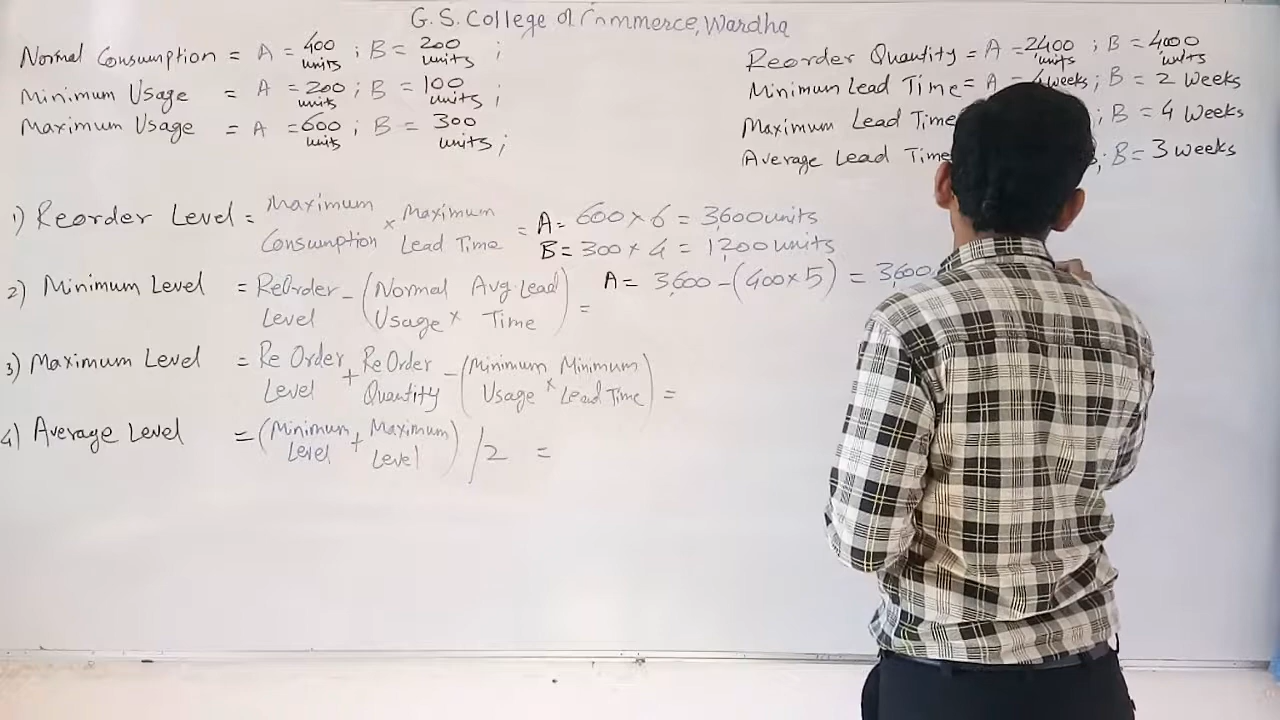 G. S. College of Commerce, Wardha
Normal Consumption = A = 400 units ; B = 200 units ;
Minimum Usage = A = 200 units ; B = 100 units ;
Maximum Usage = A = 600 units ; B = 300 units ;
Reorder Quantity = A = 2400 units ; B = 4000 units
Minimum Lead Time = A = 4 weeks ; B = 2 weeks
Maximum Lead Time ; B = 4 weeks
Average Lead Time ; B = 3 weeks
1) Reorder Level = Maximum Consumption × Maximum Lead Time = A = 600 × 6 = 3,600 units
B = 300 × 4 = 1,200 units
2) Minimum Level = ReOrder Level - (Normal Usage × Avg. Lead Time) = A = 3,600 - (400 × 5) = 3,600
3) Maximum Level = Re Order Level + Re Order Quantity - (Minimum Usage × Minimum Lead Time) =
4) Average Level = (Minimum Level + Maximum Level) / 2 =